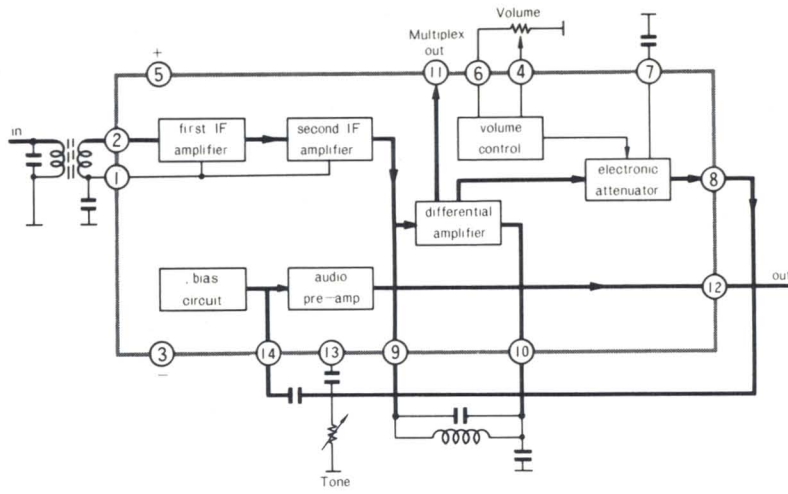 Volume
Multiplex
out
+
5
11
6
4
7
in
2
first IF
amplifier
second IF
amplifier
volume
control
1
electronic
attenuator
8
differential
amplifier
bias
circuit
audio
pre-amp
12
out
3
14
13
9
10
-
Tone